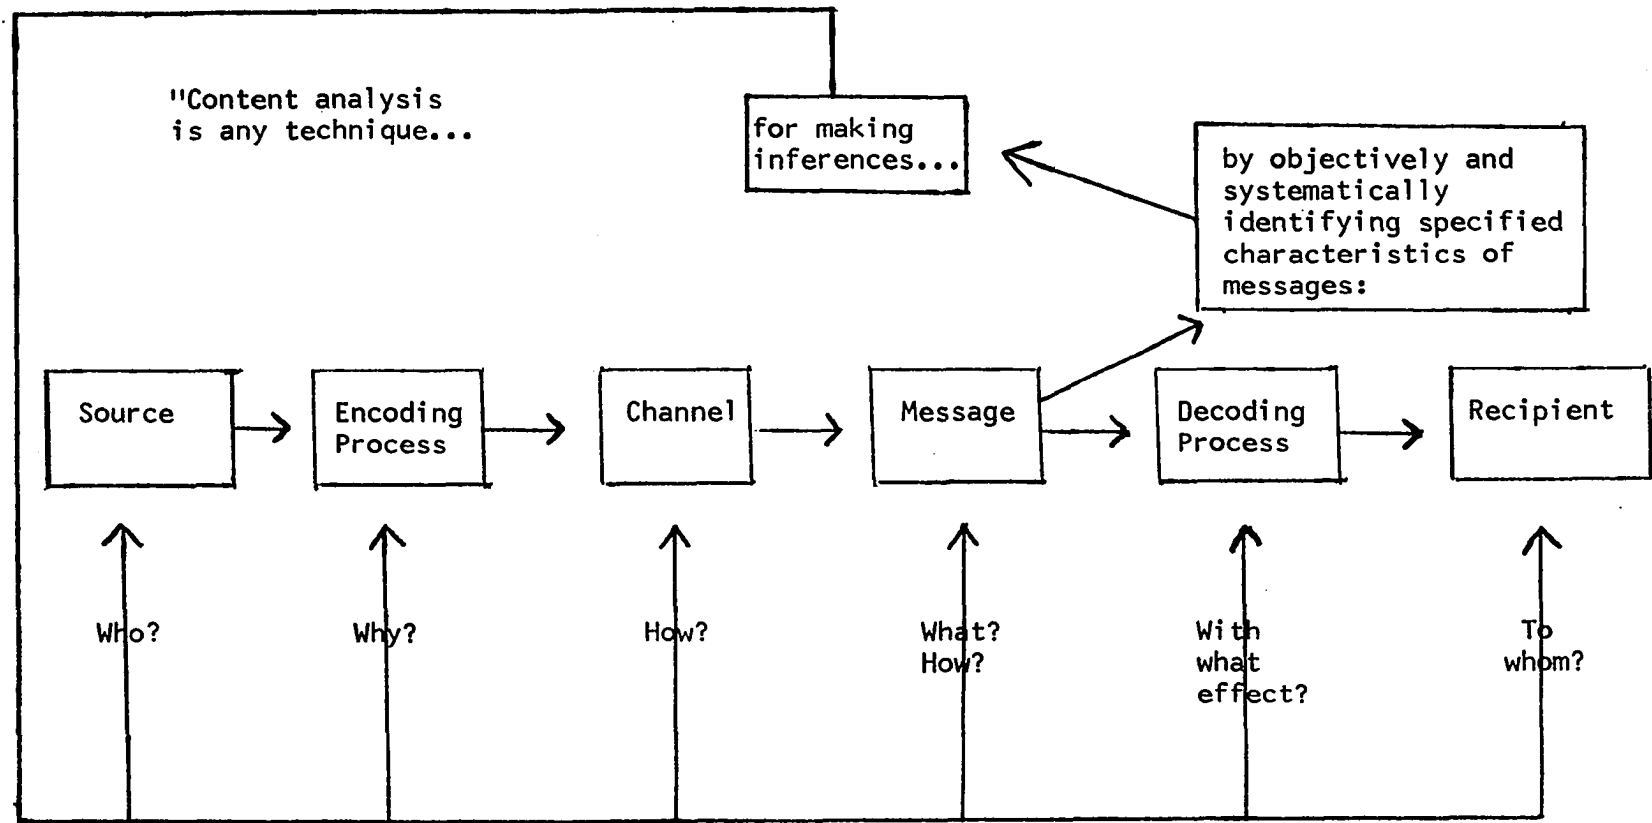 "Content analysis
is any technique...
for making
inferences...
by objectively and
systematically
identifying specified
characteristics of
messages:
Source
Encoding
Process
Channel
Message
Decoding
Process
Recipient
Who?
Why?
How?
What?
How?
With
what
effect?
To
whom?